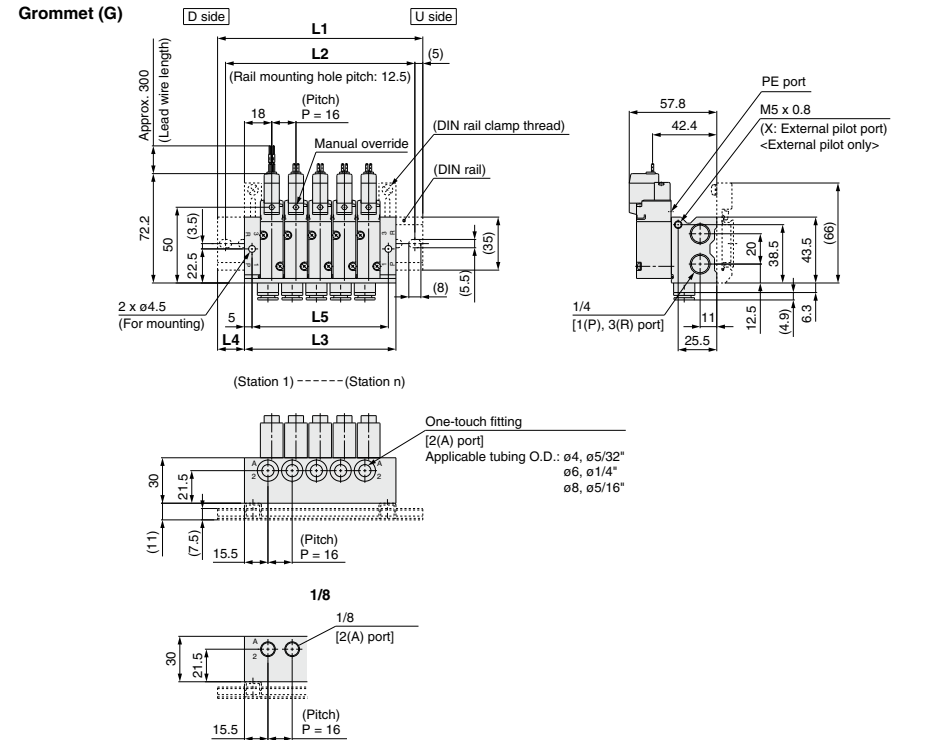 Grommet (G)
D side
U side
L1
L2
(5)
(Rail mounting hole pitch: 12.5)
Approx. 300
(Lead wire length)
18
(Pitch)
P = 16
Manual override
(DIN rail clamp thread)
(DIN rail)
72.2
50
(3.5)
22.5
(35)
(5.5)
(8)
2 x ø4.5
(For mounting)
5
L5
L4
L3
(Station 1) ------ (Station n)
PE port
57.8
M5 x 0.8
42.4
(X: External pilot port)
<External pilot only>
20
38.5
43.5
(66)
1/4
[1(P), 3(R) port]
11
25.5
12.5
(4.9)
6.3
One-touch fitting
[2(A) port]
Applicable tubing O.D.: ø4, ø5/32"
ø6, ø1/4"
ø8, ø5/16"
A
2
A
2
30
21.5
(11)
(7.5)
15.5
(Pitch)
P = 16
1/8
1/8
[2(A) port]
A
2
30
21.5
15.5
(Pitch)
P = 16